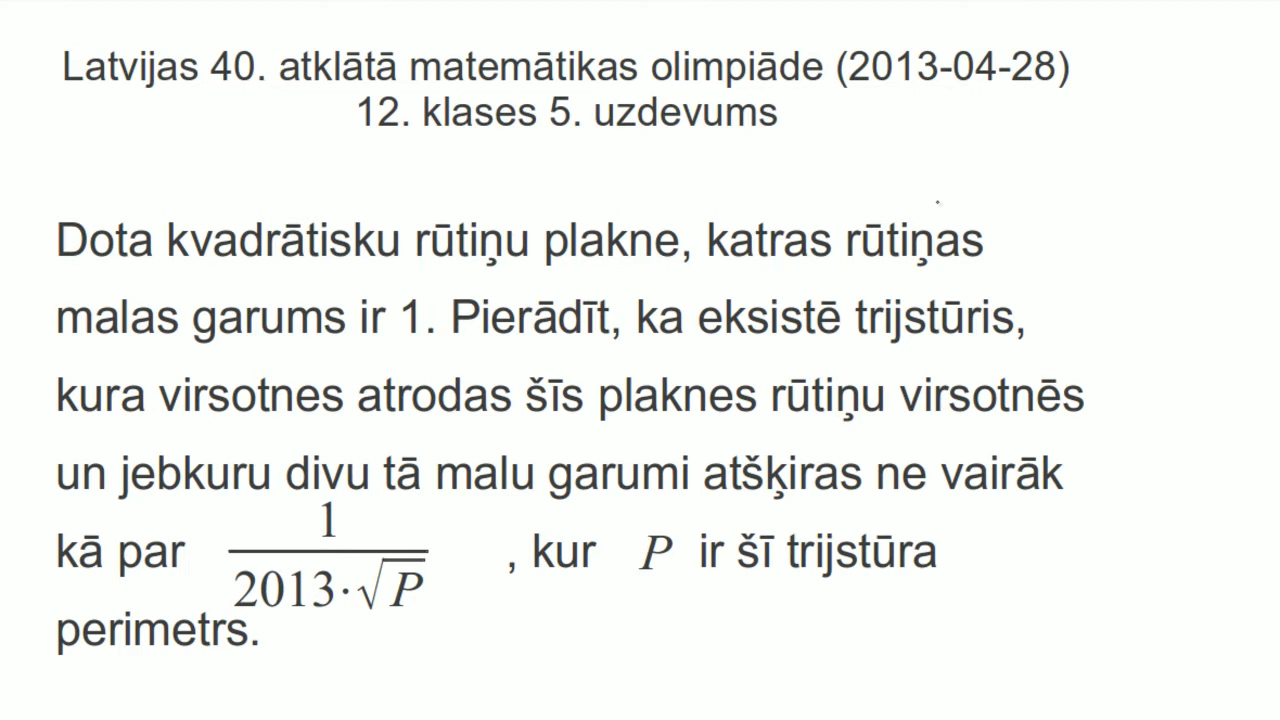 Latvijas 40. atklātā matemātikas olimpiāde (2013-04-28)
12. klases 5. uzdevums
Dota kvadrātisku rūtiņu plakne, katras rūtiņas
malas garums ir 1. Pierādīt, ka eksistē trijstūris,
kura virsotnes atrodas šīs plaknes rūtiņu virsotnēs
un jebkuru divu tā malu garumi atšķiras ne vairāk
kā par 1/(2013·√P) , kur P ir šī trijstūra
perimetrs.